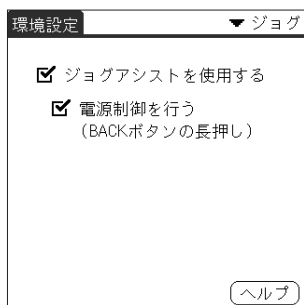 環境設定
▼ ジョグ
ジョグアシストを使用する
電源制御を行う
（BACKボタンの長押し）
ヘルプ